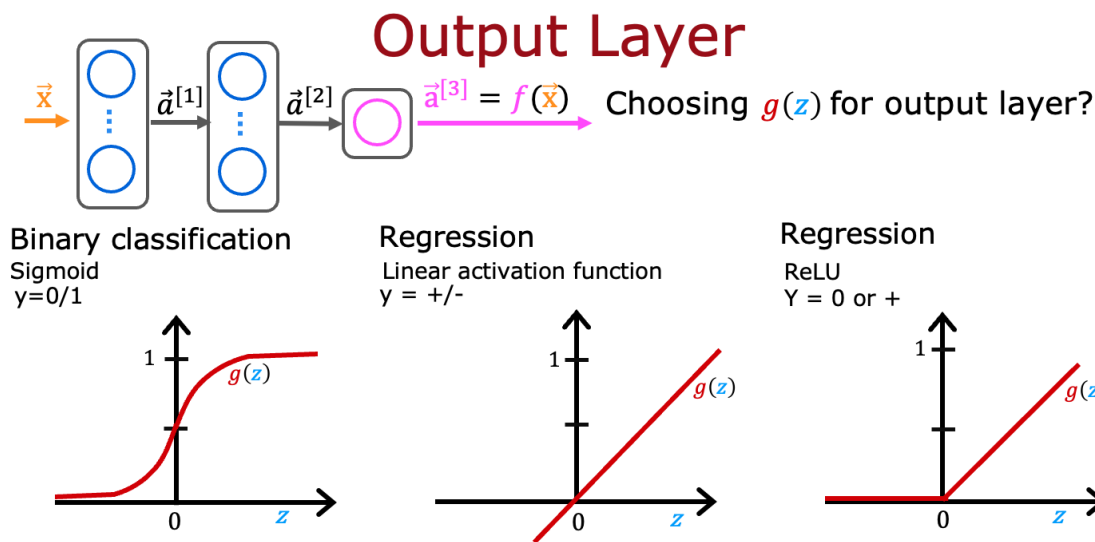 Output Layer
x⃗
a⃗[1]
a⃗[2]
a⃗[3] = f(x⃗)
Choosing g(z) for output layer?
Binary classification
Sigmoid
y=0/1
1
g(z)
0
z
Regression
Linear activation function
y = +/-
1
g(z)
0
z
Regression
ReLU
Y = 0 or +
1
g(z
0
z